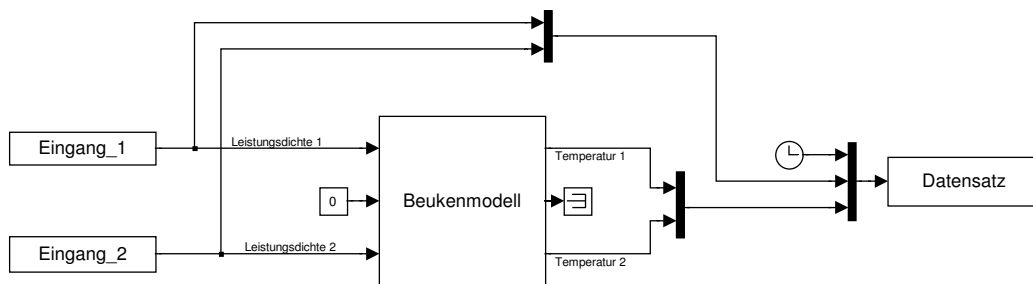 Eingang_1
Leistungsdichte 1
Temperatur 1
0
Beukenmodell
Datensatz
Eingang_2
Leistungsdichte 2
Temperatur 2